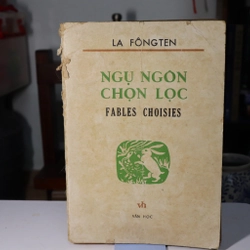 LA FÔNGTEN
NGỤ NGÔN
CHỌN LỌC
FABLES CHOISIES
VĂN HỌC